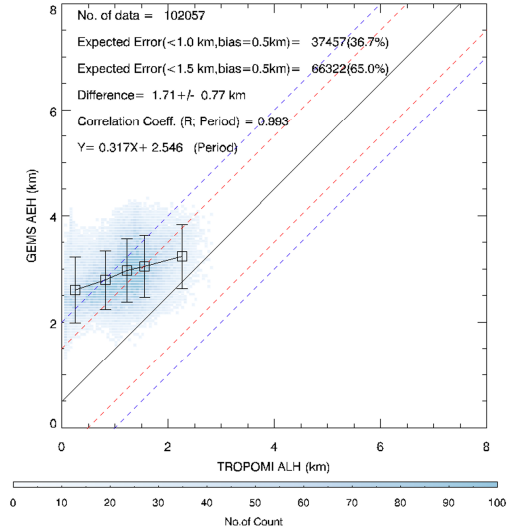 No. of data = 102057
Expected Error(<1.0 km,bias=0.5km)= 37457(36.7%)
Expected Error(<1.5 km,bias=0.5km)= 66322(65.0%)
Difference= 1.71+/- 0.77 km
Correlation Coeff. (R; Period) = 0.993
Y= 0.317X+ 2.546 (Period)
8
6
4
2
0
GEMS AEH (km)
0 2 4 6 8
TROPOMI ALH (km)
0 10 20 30 40 50 60 70 80 90 100
No.of Count